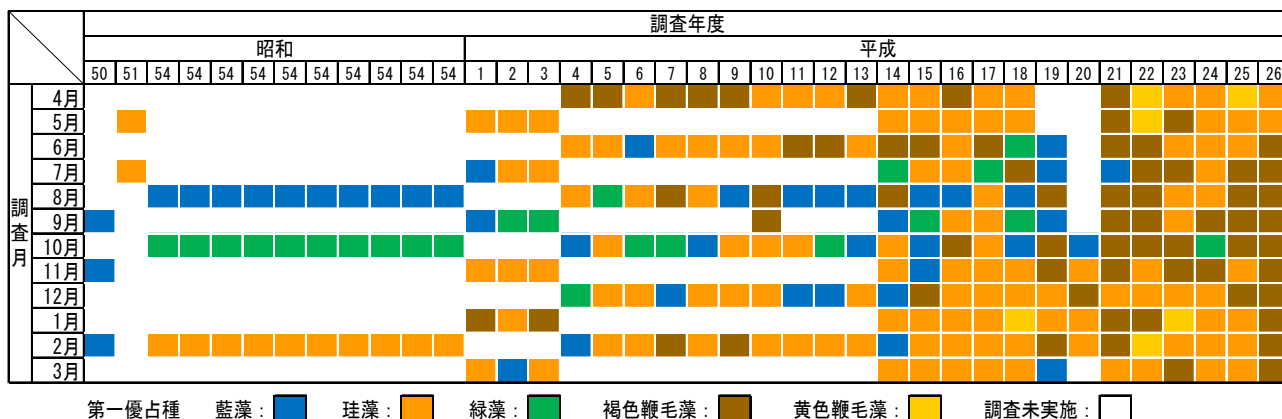 調査年度
昭和 平成
50 51 54 54 54 54 54 54 54 54 54 54 1 2 3 4 5 6 7 8 9 10 11 12 13 14 15 16 17 18 19 20 21 22 23 24 25 26
調査月
4月
5月
6月
7月
8月
9月
10月
11月
12月
1月
2月
3月
第一優占種 藍藻： 珪藻： 緑藻： 褐色鞭毛藻： 黄色鞭毛藻： 調査未実施：